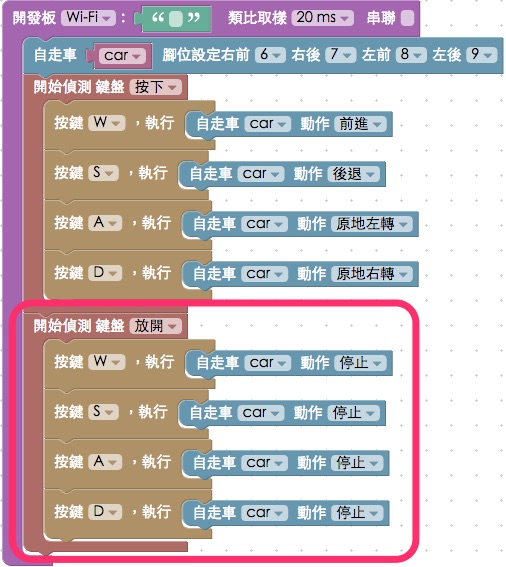 開發板 Wi-Fi : “ ” 類比取樣 20 ms 串聯
自走車 car 腳位設定右前 6 右後 7 左前 8 左後 9
開始偵測 鍵盤 按下
按鍵 W ,執行 自走車 car 動作 前進
按鍵 S ,執行 自走車 car 動作 後退
按鍵 A ,執行 自走車 car 動作 原地左轉
按鍵 D ,執行 自走車 car 動作 原地右轉
開始偵測 鍵盤 放開
按鍵 W ,執行 自走車 car 動作 停止
按鍵 S ,執行 自走車 car 動作 停止
按鍵 A ,執行 自走車 car 動作 停止
按鍵 D ,執行 自走車 car 動作 停止